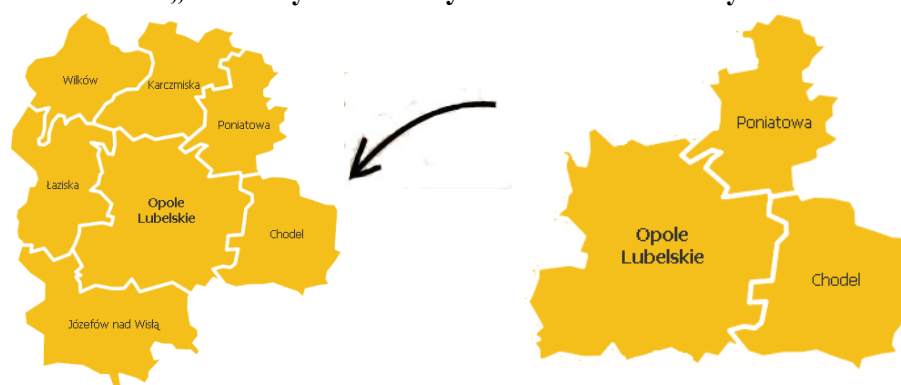 Wilków
Karczmiska
Poniatowa
Łaziska
Opole
Lubelskie
Chodel
Józefów nad Wisłą
Poniatowa
Opole
Lubelskie
Chodel